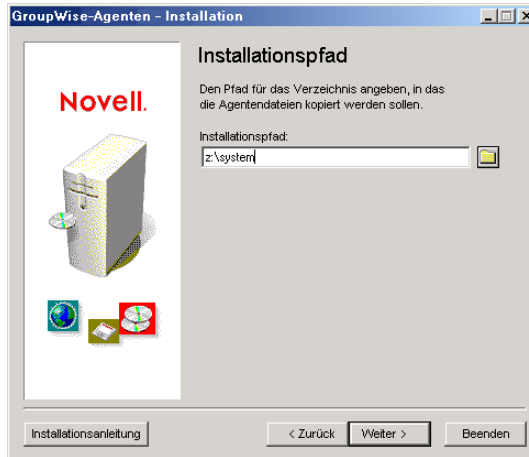 GroupWise-Agenten - Installation
Novell.
Installationspfad
Den Pfad für das Verzeichnis angeben, in das
die Agentendateien kopiert werden sollen.
Installationspfad:
z:\system
Installationsanleitung
< Zurück
Weiter >
Beenden